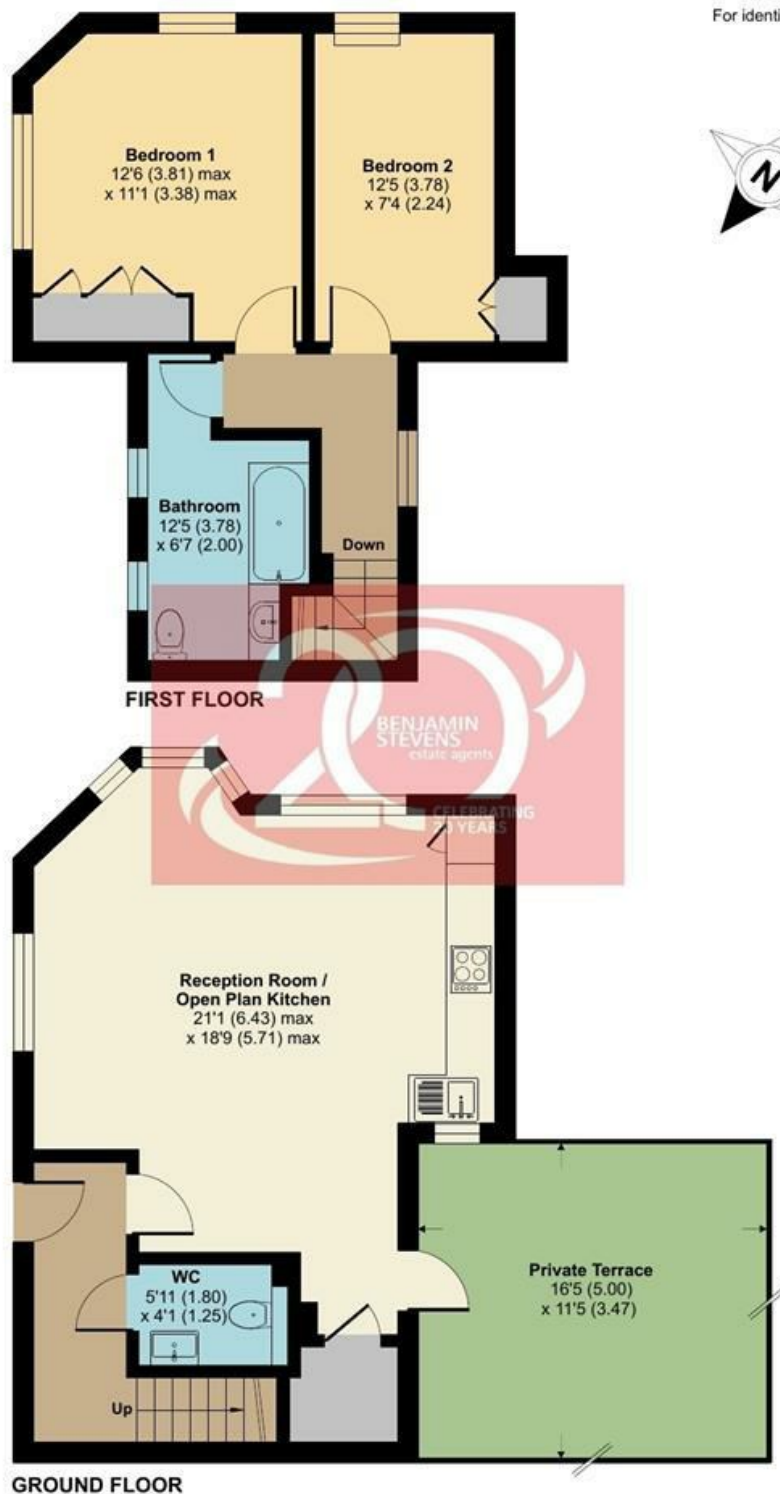 For identi
N
Bedroom 1
12'6 (3.81) max
x 11'1 (3.38) max
Bedroom 2
12'5 (3.78)
x 7'4 (2.24)
Bathroom
12'5 (3.78)
x 6'7 (2.00)
Down
FIRST FLOOR
20
BENJAMIN
STEVENS
estate agents
CELEBRATING
20 YEARS
Reception Room /
Open Plan Kitchen
21'1 (6.43) max
x 18'9 (5.71) max
WC
5'11 (1.80)
x 4'1 (1.25)
Private Terrace
16'5 (5.00)
x 11'5 (3.47)
Up
GROUND FLOOR